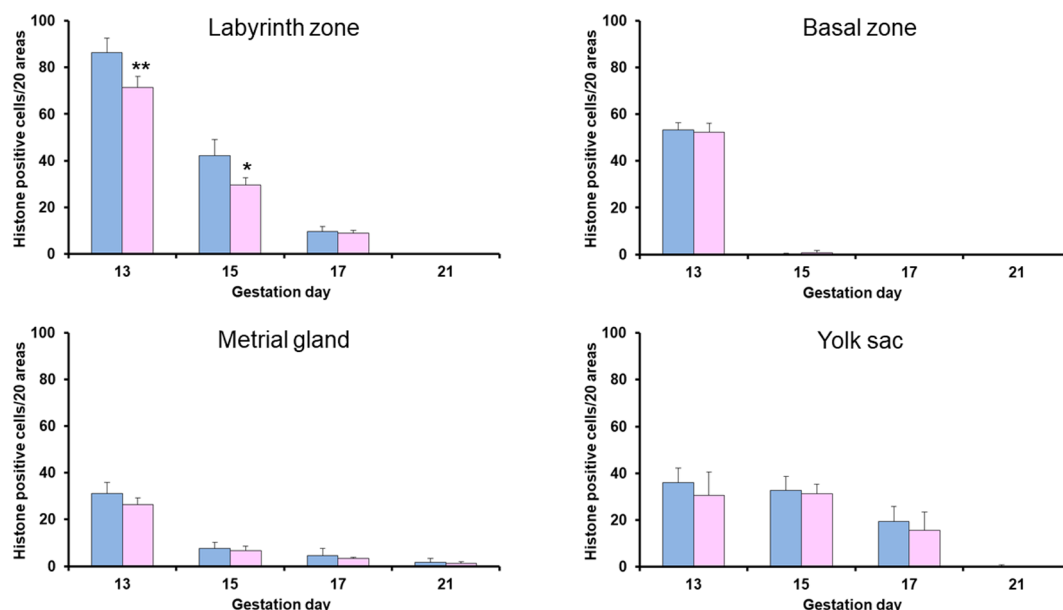 Labyrinth zone
Histone positive cells/20 areas
100
80
60
40
20
0
**
*
13 15 17 21
Gestation day
Basal zone
Histone positive cells/20 areas
100
80
60
40
20
0
13 15 17 21
Gestation day
Metrial gland
Histone positive cells/20 areas
100
80
60
40
20
0
13 15 17 21
Gestation day
Yolk sac
Histone positive cells/20 areas
100
80
60
40
20
0
13 15 17 21
Gestation day